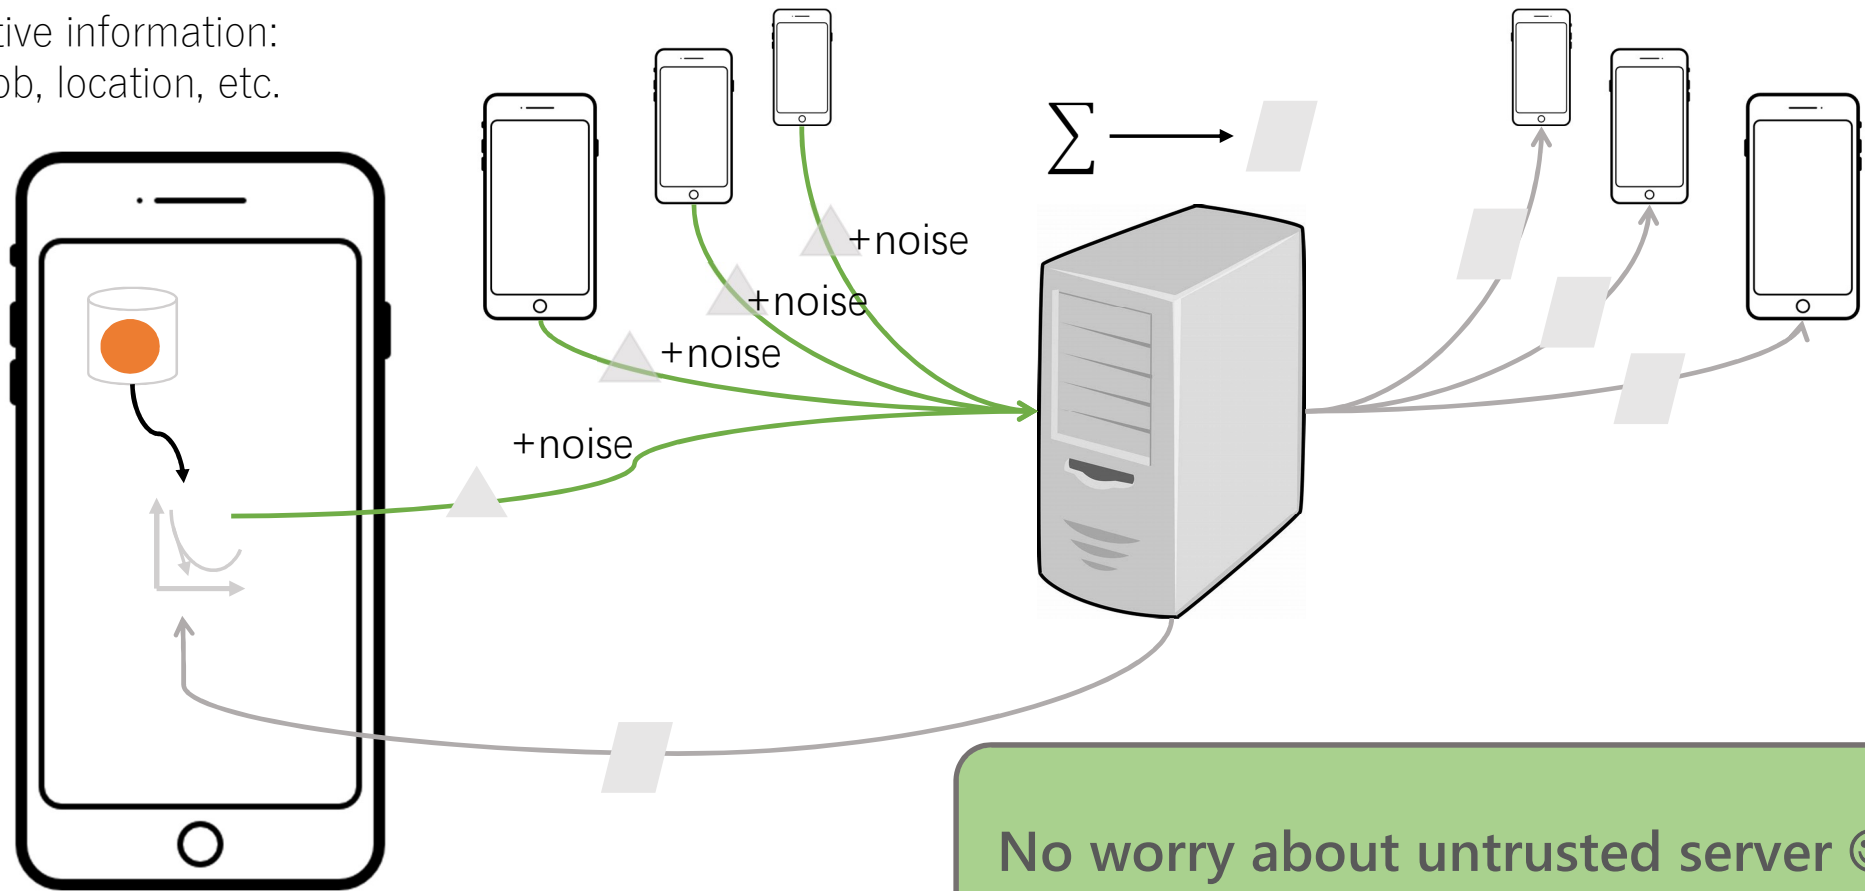 tive information:
ob, location, etc.
∑
+noise
+noise
+noise
+noise
No worry about untrusted server